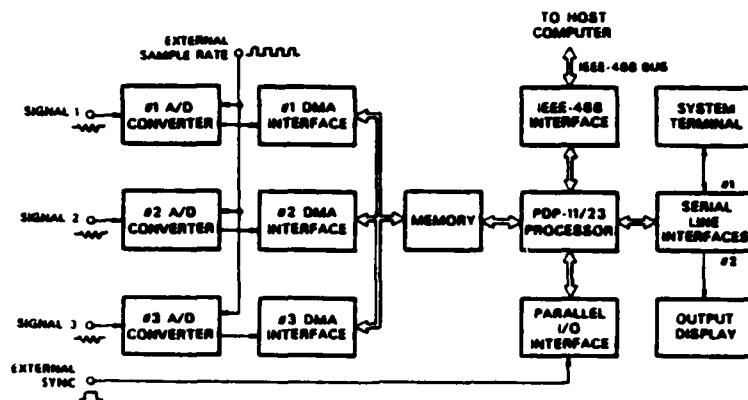 TO HOST
COMPUTER
IEEE-488 BUS
EXTERNAL
SAMPLE RATE
SIGNAL 1
#1 A/D
CONVERTER
#1 DMA
INTERFACE
IEEE-488
INTERFACE
SYSTEM
TERMINAL
#1
SIGNAL 2
#2 A/D
CONVERTER
#2 DMA
INTERFACE
MEMORY
PDP-11/23
PROCESSOR
SERIAL
LINE
INTERFACES
#2
SIGNAL 3
#3 A/D
CONVERTER
#3 DMA
INTERFACE
PARALLEL
I/O
INTERFACE
OUTPUT
DISPLAY
EXTERNAL
SYNC